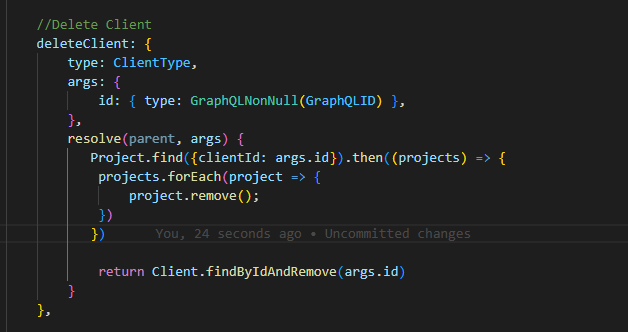 //Delete Client
deleteClient: {
type: ClientType,
args: {
id: { type: GraphQLNonNull(GraphQLID) },
},
resolve(parent, args) {
Project.find({clientId: args.id}).then((projects) => {
projects.forEach(project => {
project.remove();
})
})     You, 24 seconds ago • Uncommitted changes
return Client.findByIdAndRemove(args.id)
}
},